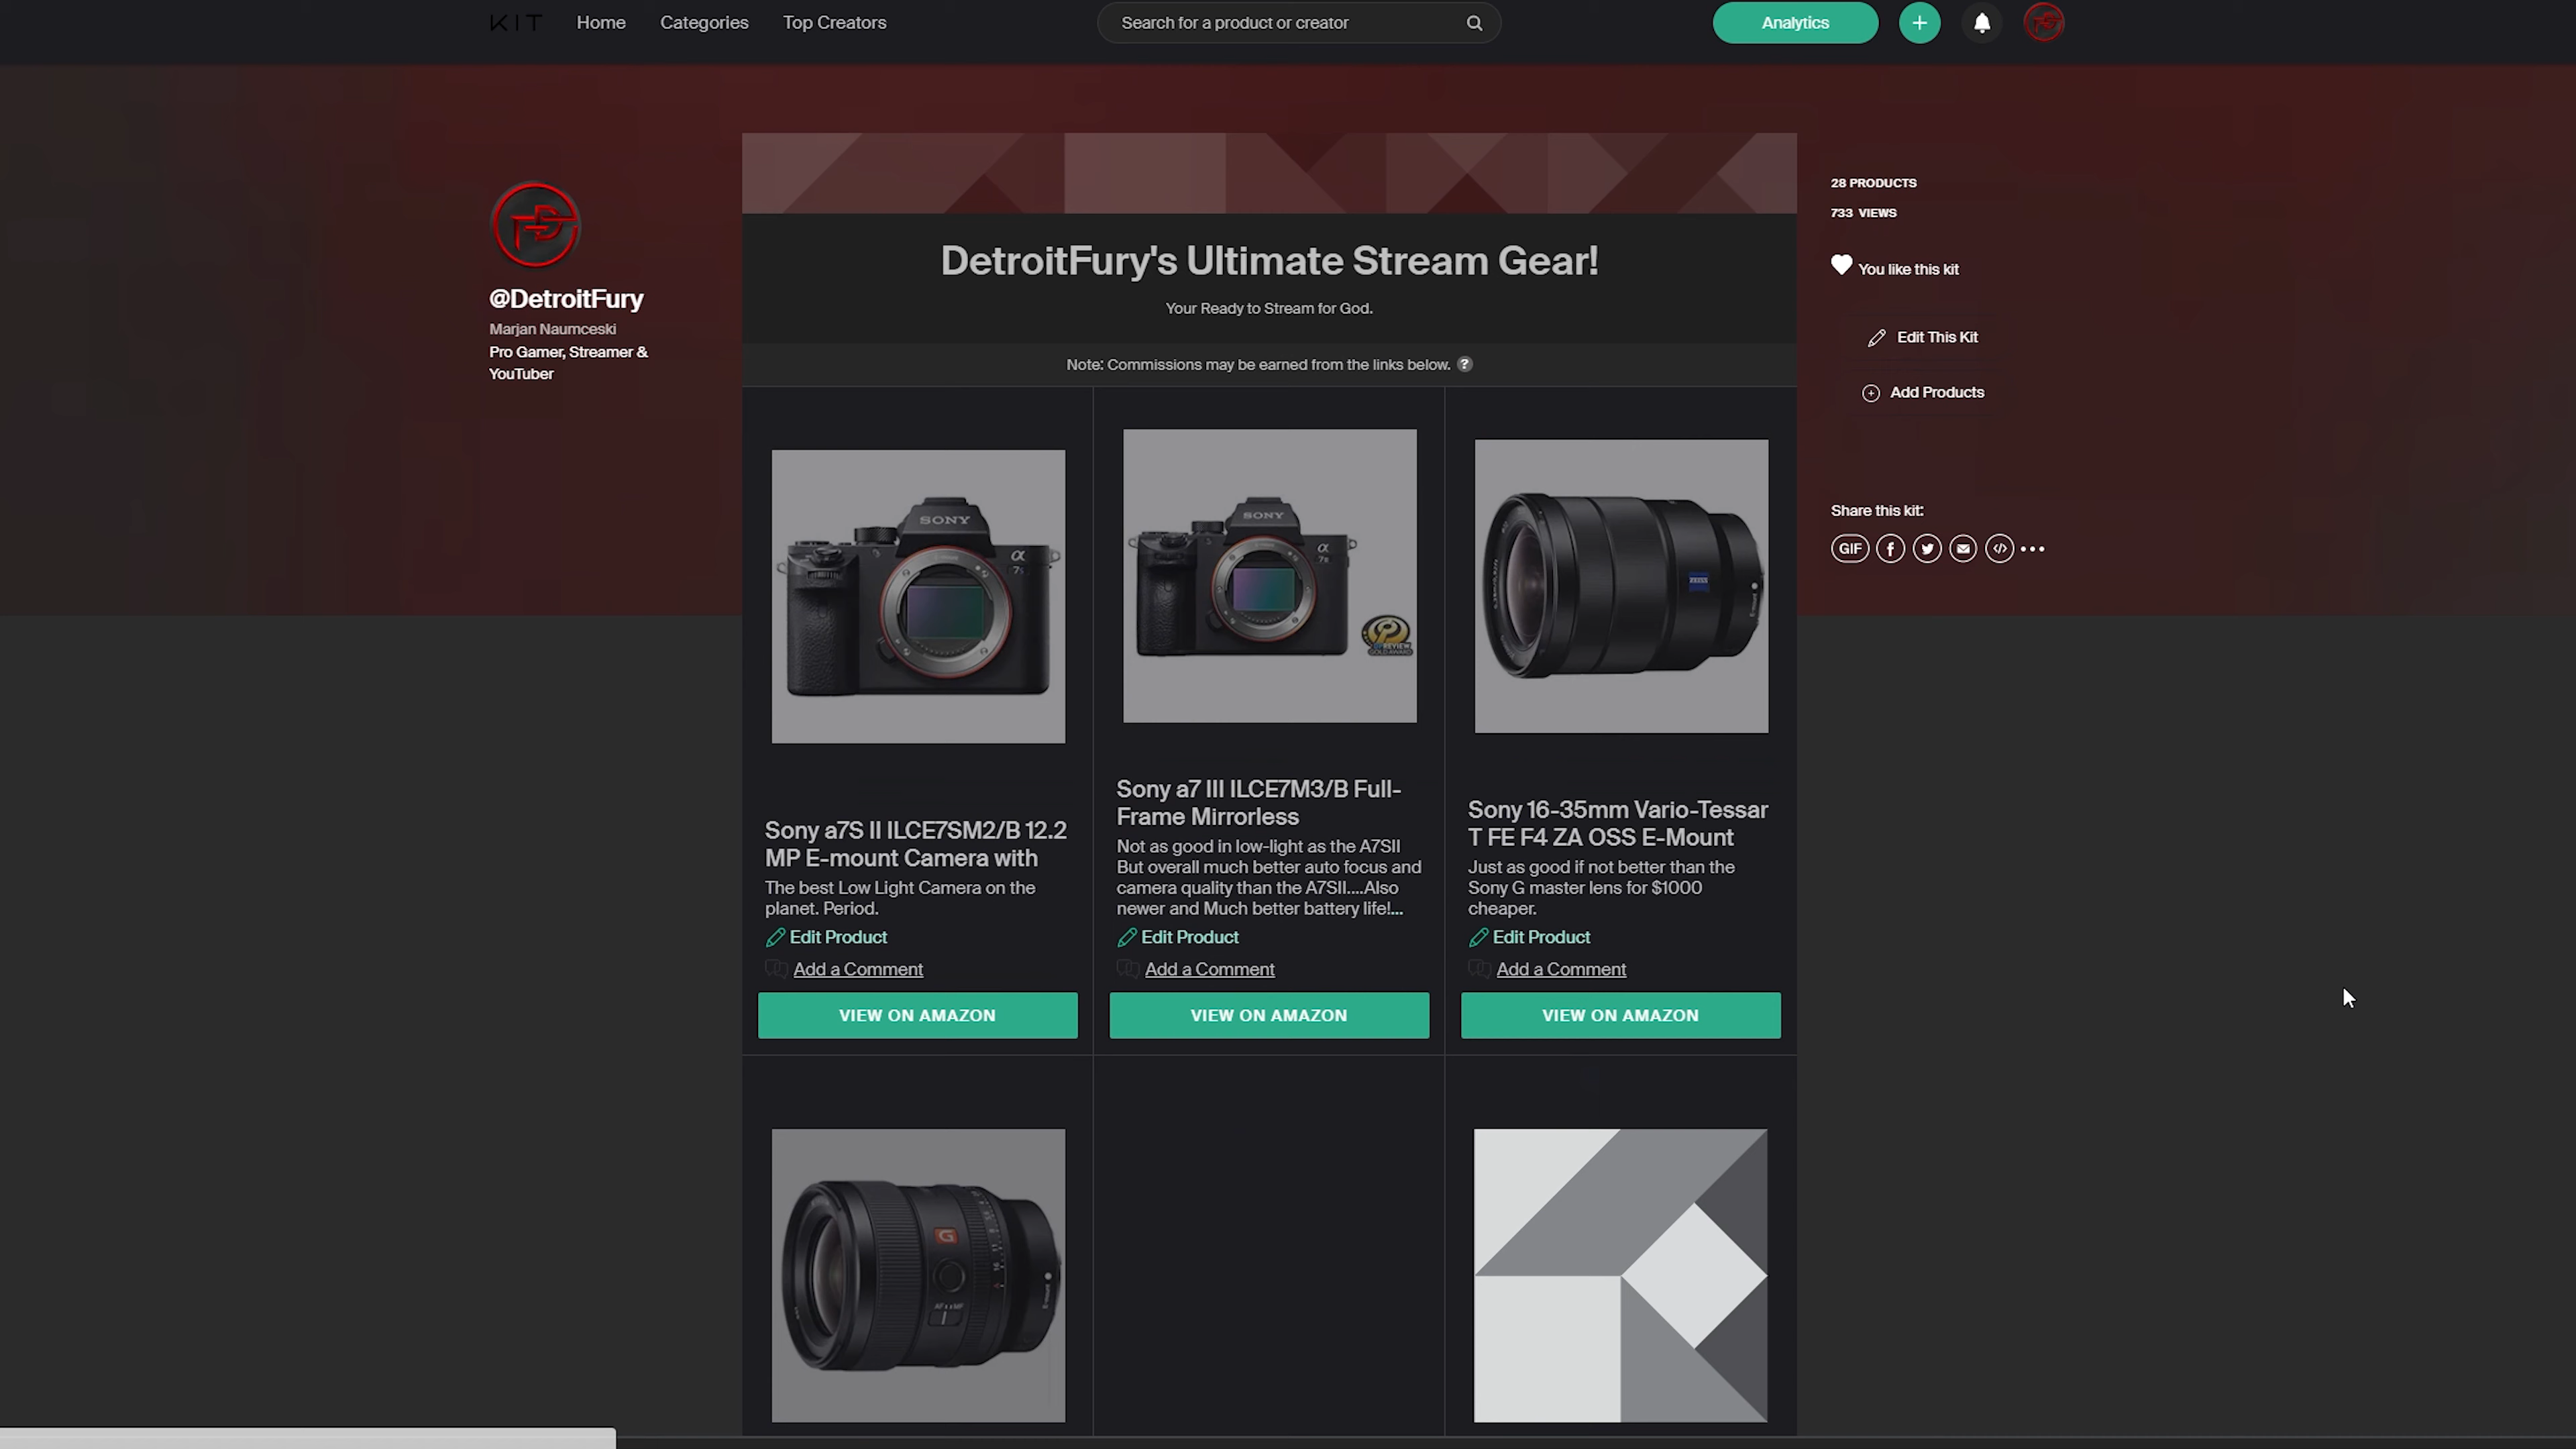 KIT
Home
Categories
Top Creators
Search for a product or creator
Analytics
@DetroitFury
Marjan Naumceski
Pro Gamer, Streamer &
YouTuber
DetroitFury's Ultimate Stream Gear!
Your Ready to Stream for God.
Note: Commissions may be earned from the links below. ?
28 PRODUCTS
733 VIEWS
You like this kit
Edit This Kit
Add Products
Share this kit:
GIF
SONY
α
7s
SONY
α
ZEISS
Sony a7S II ILCE7SM2/B 12.2
MP E-mount Camera with
The best Low Light Camera on the
planet. Period.
Edit Product
Add a Comment
VIEW ON AMAZON
Sony a7 III ILCE7M3/B Full-
Frame Mirrorless
Not as good in low-light as the A7SII
But overall much better auto focus and
camera quality than the A7SII....Also
newer and Much better battery life!...
Edit Product
Add a Comment
VIEW ON AMAZON
Sony 16-35mm Vario-Tessar
T FE F4 ZA OSS E-Mount
Just as good if not better than the
Sony G master lens for $1000
cheaper.
Edit Product
Add a Comment
VIEW ON AMAZON
G